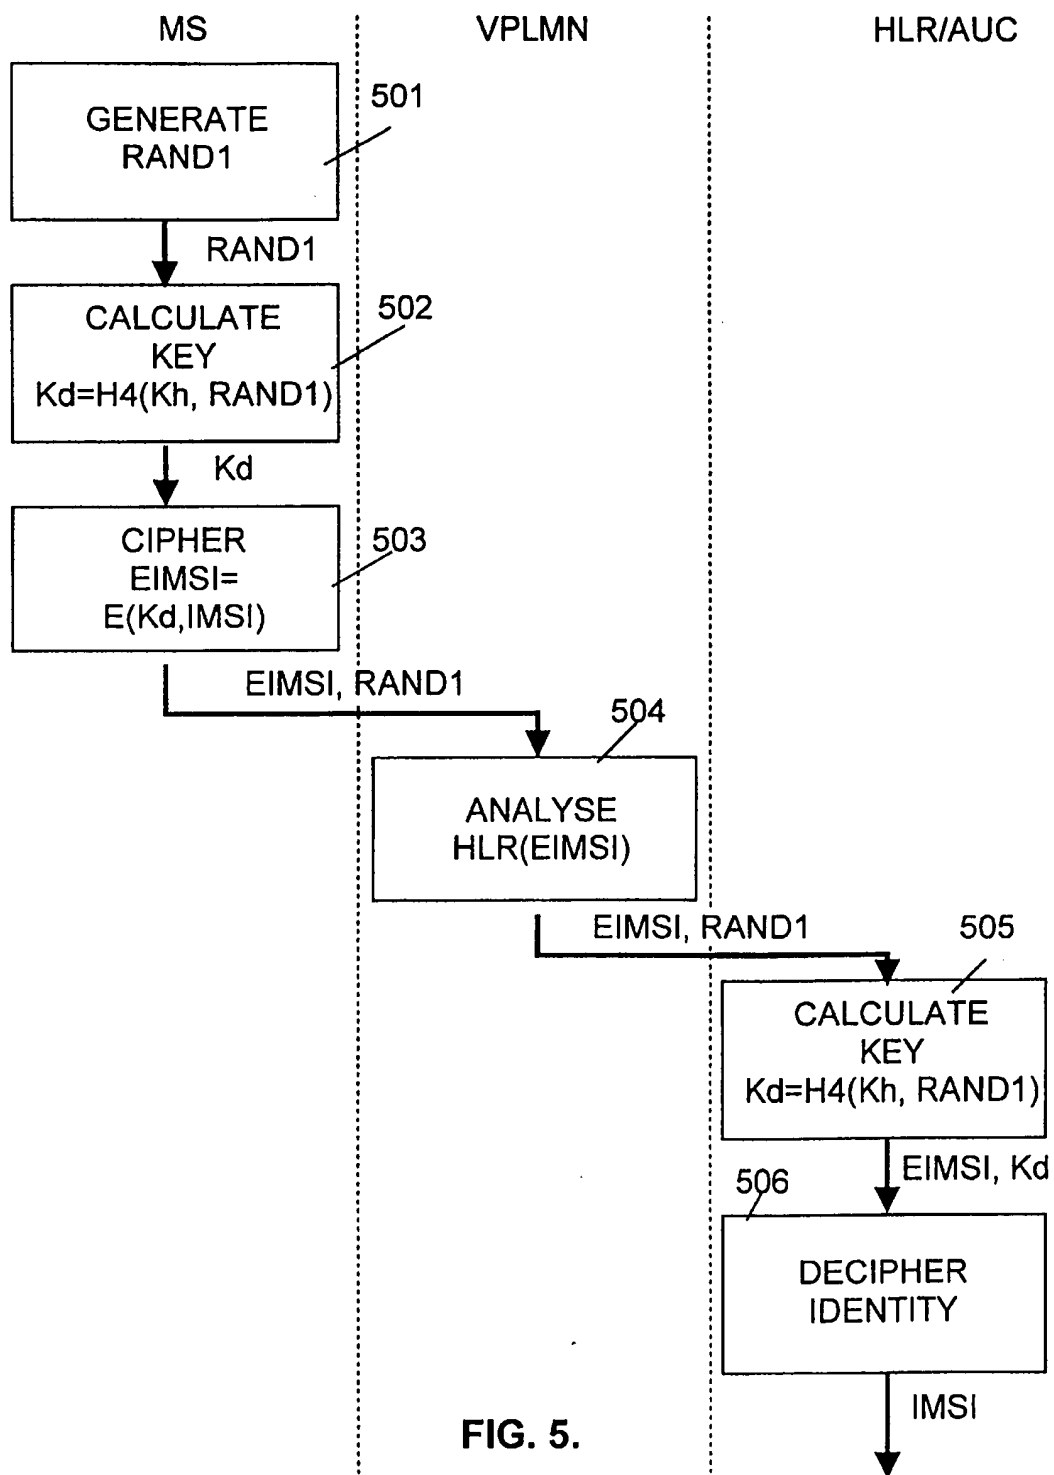 MS
VPLMN
HLR/AUC
501
GENERATE
RAND1
RAND1
502
CALCULATE
KEY
Kd=H4(Kh, RAND1)
Kd
503
CIPHER
EIMSI=
E(Kd,IMSI)
EIMSI, RAND1
504
ANALYSE
HLR(EIMSI)
EIMSI, RAND1
505
CALCULATE
KEY
Kd=H4(Kh, RAND1)
EIMSI, Kd
506
DECIPHER
IDENTITY
IMSI
FIG. 5.